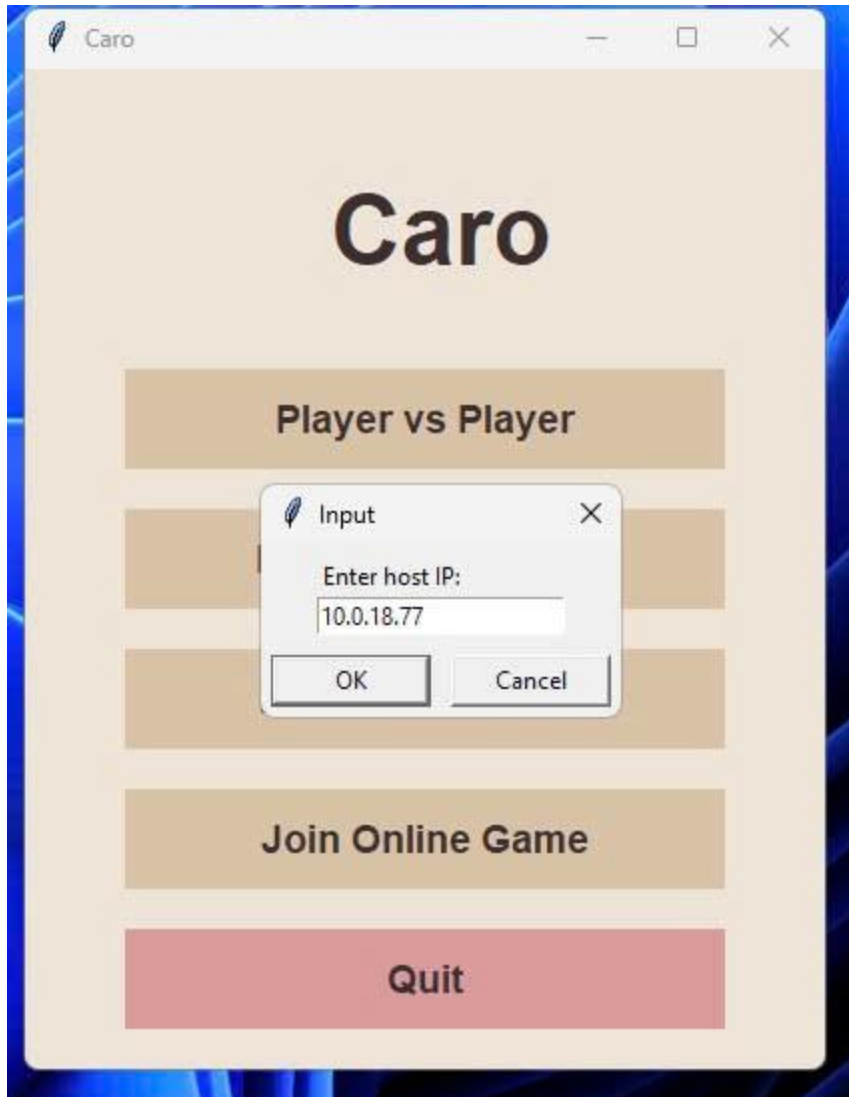 Caro
Caro
Player vs Player
Input
Enter host IP:
10.0.18.77
OK
Cancel
Join Online Game
Quit